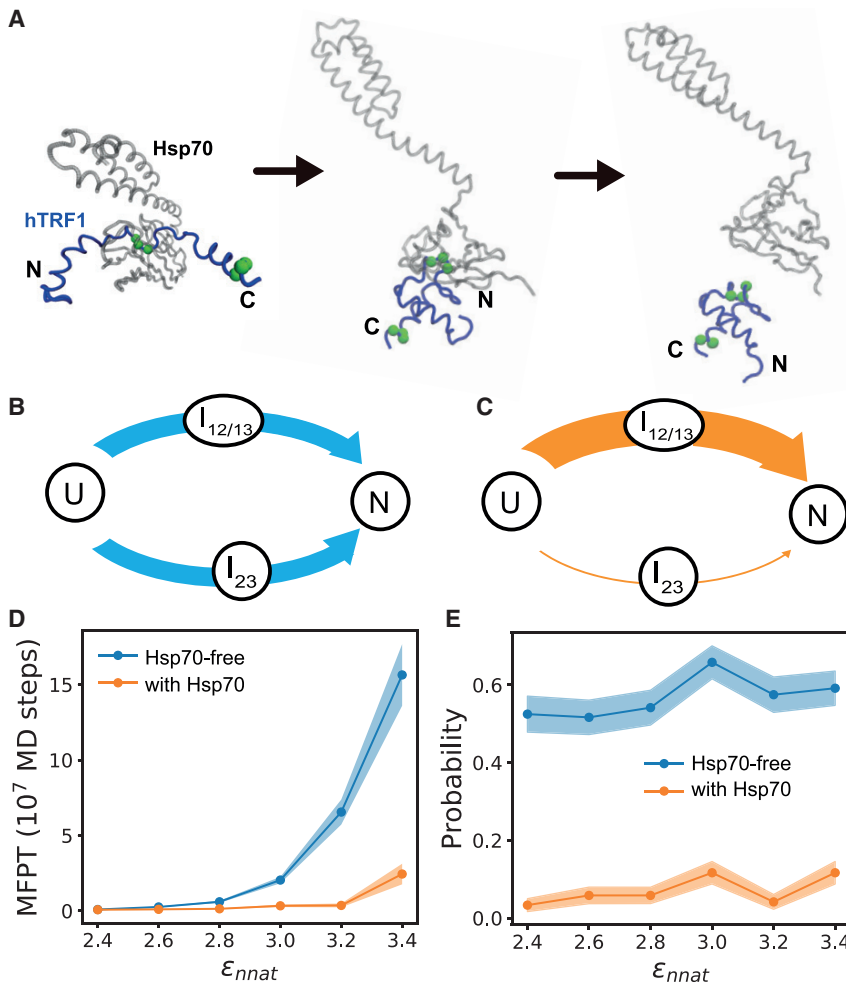 A
Hsp70
hTRF1
N
C
N
C
C
N
B
C
I12/13
I12/13
U
N
U
N
I23
I23
D
E
MFPT (10^7 MD steps)
Hsp70-free
with Hsp70
15
10
5
0
2.4 2.6 2.8 3.0 3.2 3.4
εnnat
Probability
0.6
0.4
0.2
0.0
Hsp70-free
with Hsp70
2.4 2.6 2.8 3.0 3.2 3.4
εnnat